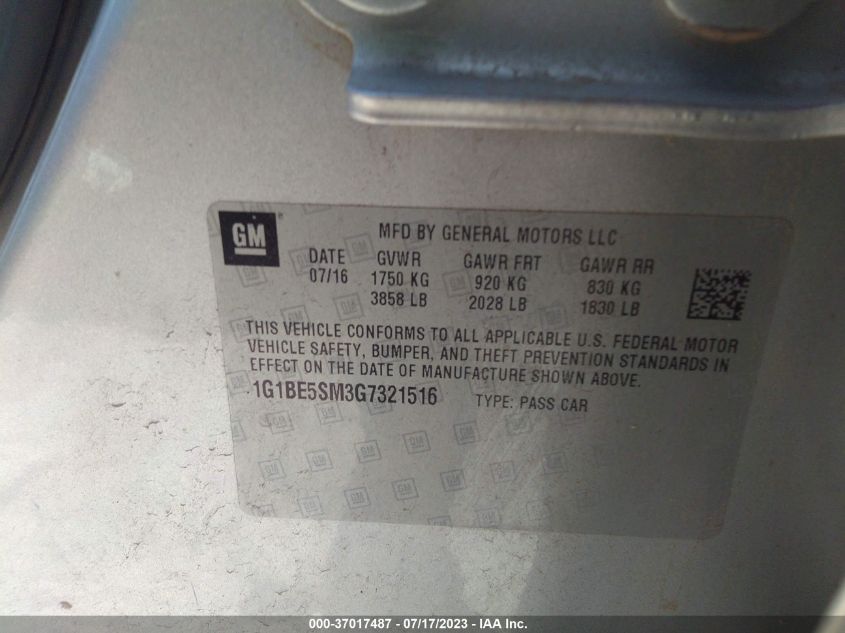 GM
MFD BY GENERAL MOTORS LLC
DATE GVWR GAWR FRT GAWR RR
07/16 1750 KG 920 KG 830 KG
3858 LB 2028 LB 1830 LB
THIS VEHICLE CONFORMS TO ALL APPLICABLE U.S. FEDERAL MOTOR
VEHICLE SAFETY, BUMPER, AND THEFT PREVENTION STANDARDS IN
EFFECT ON THE DATE OF MANUFACTURE SHOWN ABOVE.
1G1BE5SM3G7321516 TYPE: PASS CAR
000-37017487 - 07/17/2023 - IAA Inc.